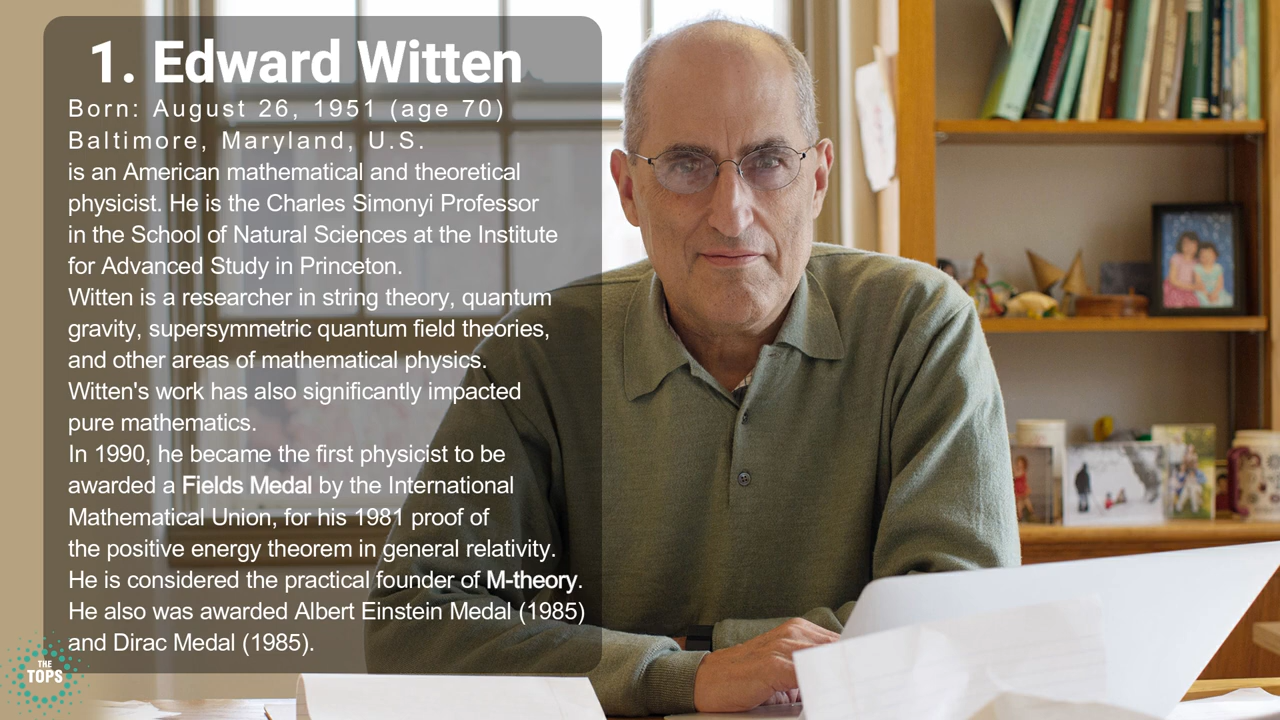 1. Edward Witten
Born: August 26, 1951 (age 70)
Baltimore, Maryland, U.S.
is an American mathematical and theoretical
physicist. He is the Charles Simonyi Professor
in the School of Natural Sciences at the Institute
for Advanced Study in Princeton.
Witten is a researcher in string theory, quantum
gravity, supersymmetric quantum field theories,
and other areas of mathematical physics.
Witten's work has also significantly impacted
pure mathematics.
In 1990, he became the first physicist to be
awarded a Fields Medal by the International
Mathematical Union, for his 1981 proof of
the positive energy theorem in general relativity.
He is considered the practical founder of M-theory.
He also was awarded Albert Einstein Medal (1985)
and Dirac Medal (1985).
THE
TOPS